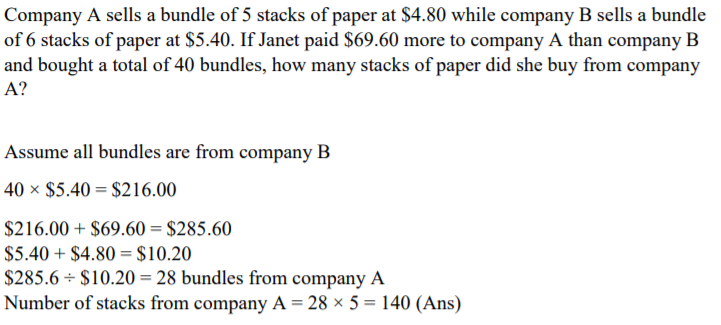 Company A sells a bundle of 5 stacks of paper at $4.80 while company B sells a bundle
of 6 stacks of paper at $5.40. If Janet paid $69.60 more to company A than company B
and bought a total of 40 bundles, how many stacks of paper did she buy from company
A?
Assume all bundles are from company B
40 × $5.40 = $216.00
$216.00 + $69.60 = $285.60
$5.40 + $4.80 = $10.20
$285.6 ÷ $10.20 = 28 bundles from company A
Number of stacks from company A = 28 × 5 = 140 (Ans)